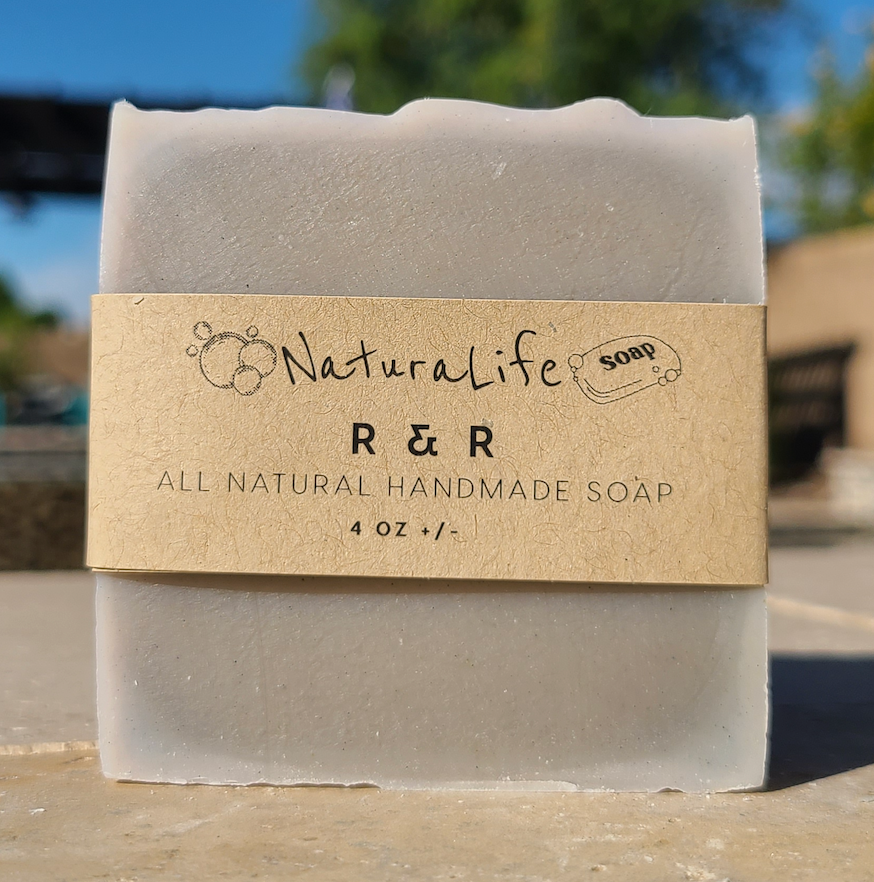 NaturaLife soap
R & R
ALL NATURAL HANDMADE SOAP
4 OZ +/-